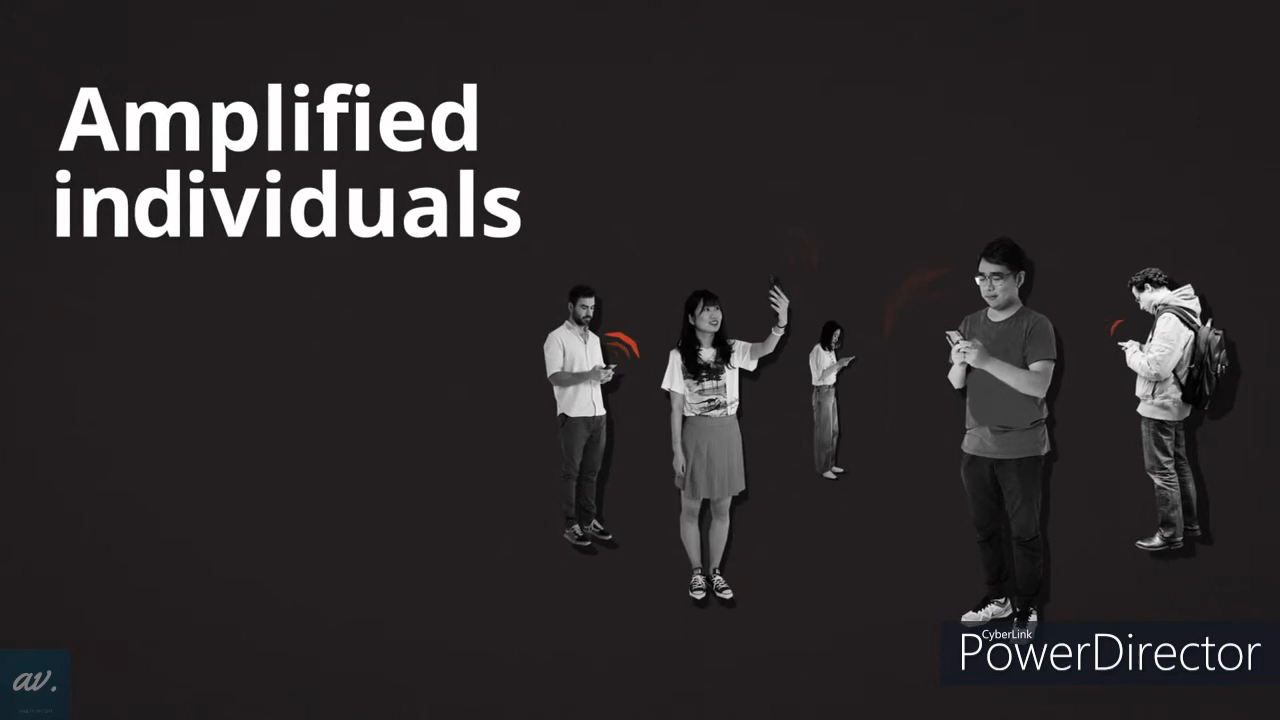 Amplified
individuals
CyberLink
PowerDirector
av.